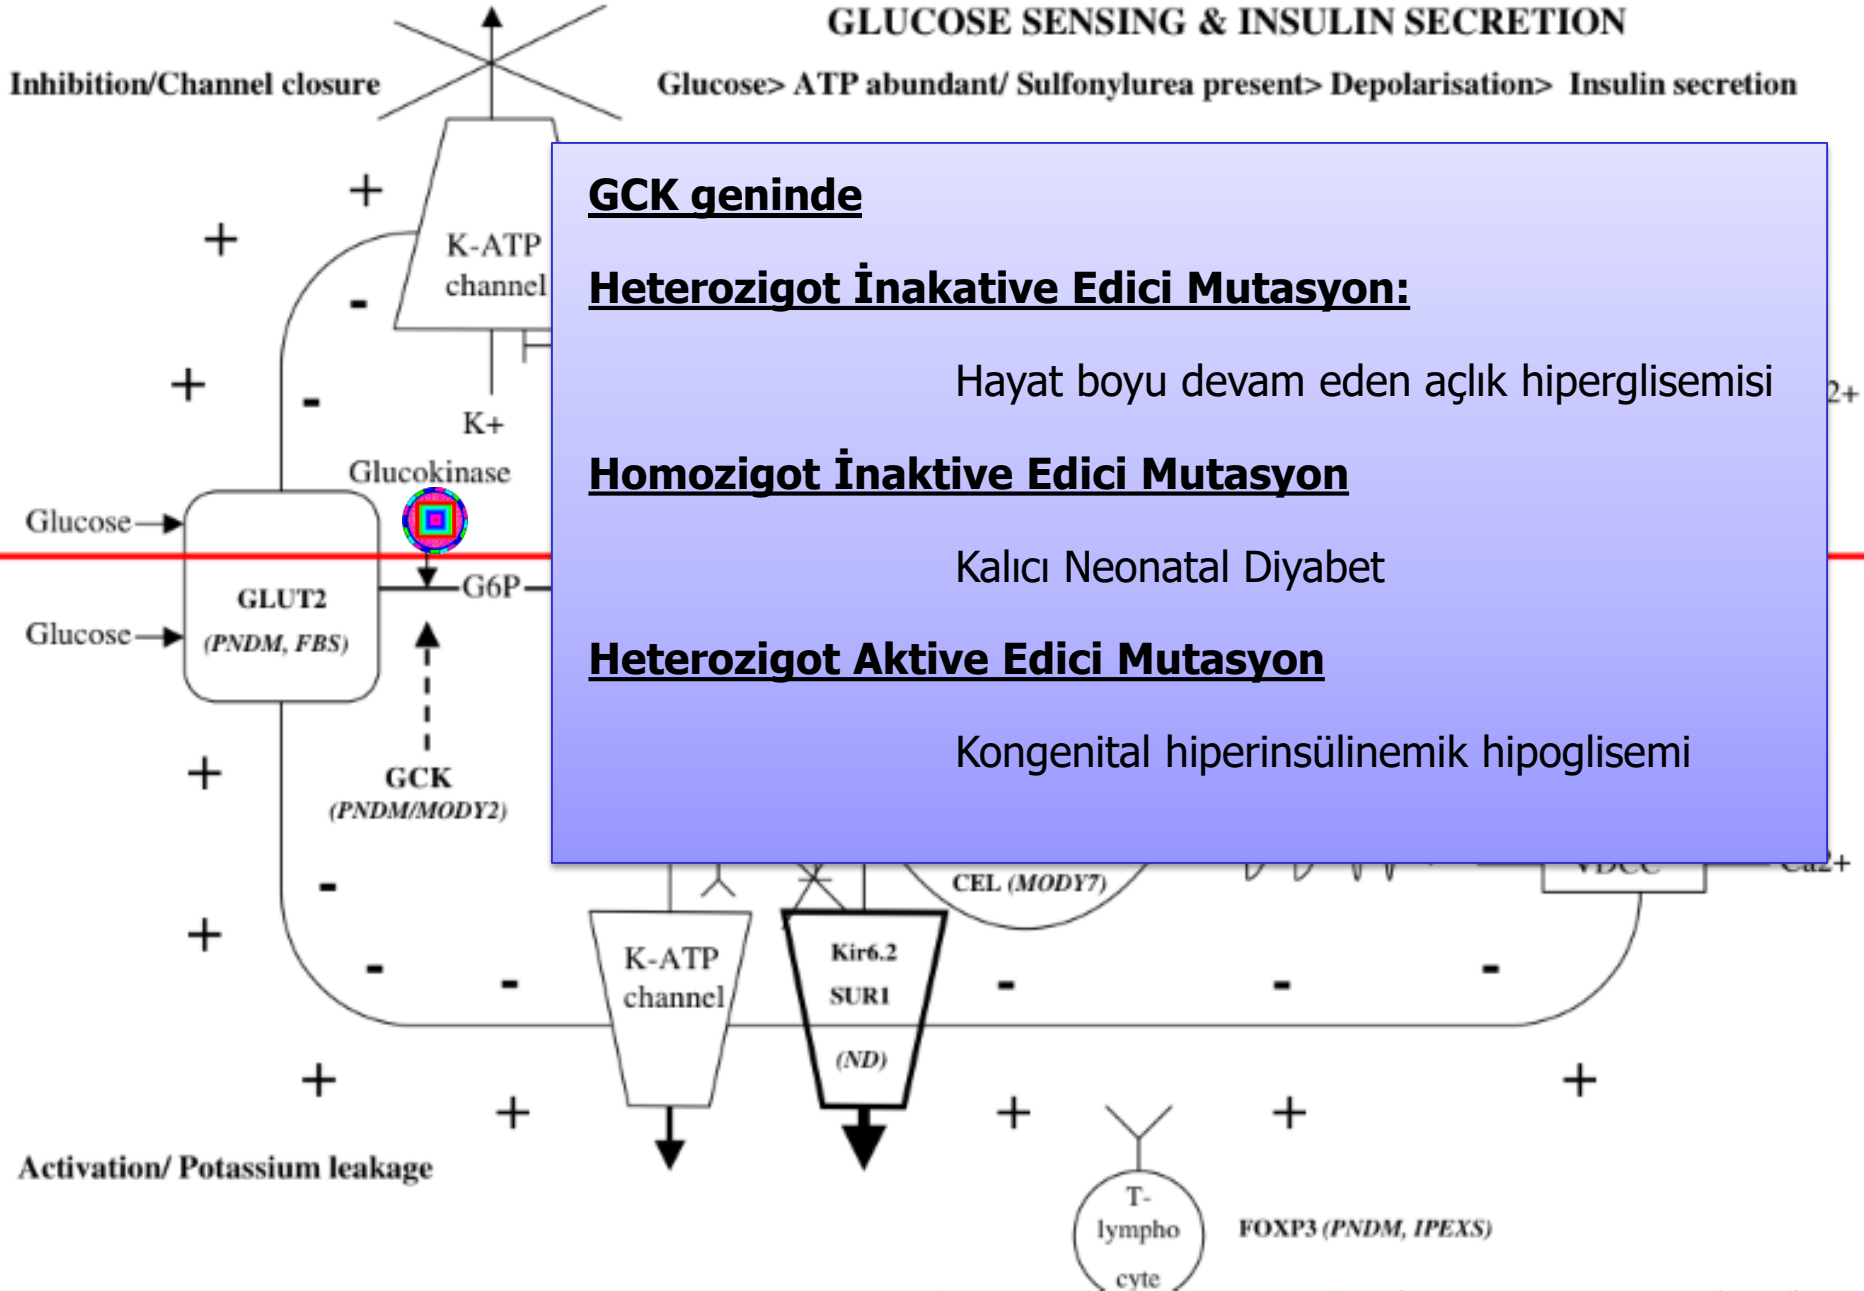 GLUCOSE SENSING & INSULIN SECRETION
Inhibition/Channel closure
Glucose> ATP abundant/ Sulfonylurea present> Depolarisation> Insulin secretion
K-ATP
channel
K+
Glucokinase
Glucose
GLUT2
(PNDM, FBS)
Glucose
G6P
GCK
(PNDM/MODY2)
GCK geninde
Heterozigot İnakative Edici Mutasyon:
Hayat boyu devam eden açlık hiperglisemisi
Homozigot İnaktive Edici Mutasyon
Kalıcı Neonatal Diyabet
Heterozigot Aktive Edici Mutasyon
Kongenital hiperinsülinemik hipoglisemi
2+
VDCC
Ca2+
CEL (MODY7)
K-ATP
channel
Kir6.2
SUR1
(ND)
Activation/ Potassium leakage
T-
lympho
cyte
FOXP3 (PNDM, IPEXS)